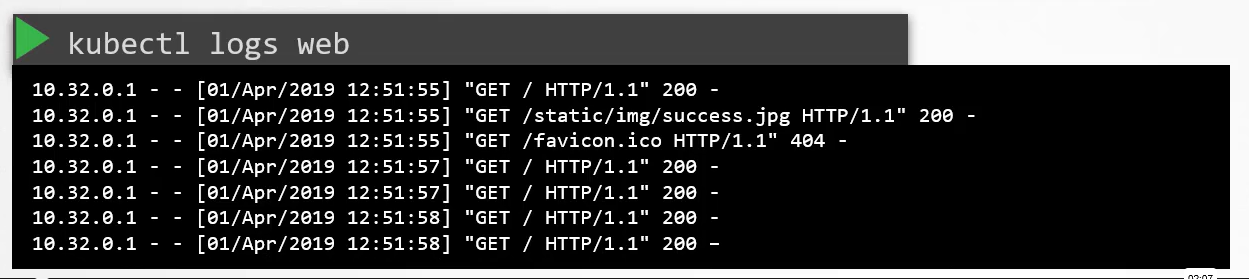 kubectl logs web
10.32.0.1 - - [01/Apr/2019 12:51:55] "GET / HTTP/1.1" 200 -
10.32.0.1 - - [01/Apr/2019 12:51:55] "GET /static/img/success.jpg HTTP/1.1" 200 -
10.32.0.1 - - [01/Apr/2019 12:51:55] "GET /favicon.ico HTTP/1.1" 404 -
10.32.0.1 - - [01/Apr/2019 12:51:57] "GET / HTTP/1.1" 200 -
10.32.0.1 - - [01/Apr/2019 12:51:57] "GET / HTTP/1.1" 200 -
10.32.0.1 - - [01/Apr/2019 12:51:58] "GET / HTTP/1.1" 200 -
10.32.0.1 - - [01/Apr/2019 12:51:58] "GET / HTTP/1.1" 200 –